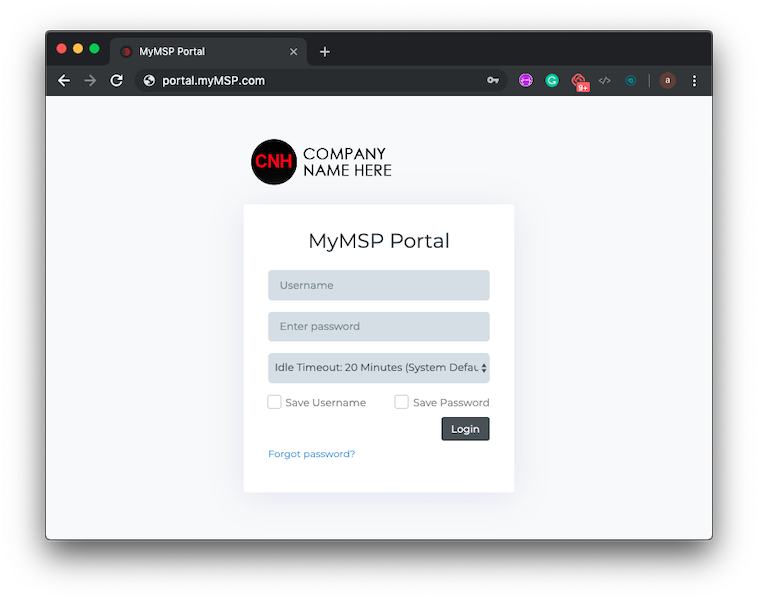 MyMSP Portal
portal.myMSP.com
9+
a
CNH
COMPANY
NAME HERE
MyMSP Portal
Username
Enter password
Idle Timeout: 20 Minutes (System Defau
Save Username
Save Password
Login
Forgot password?